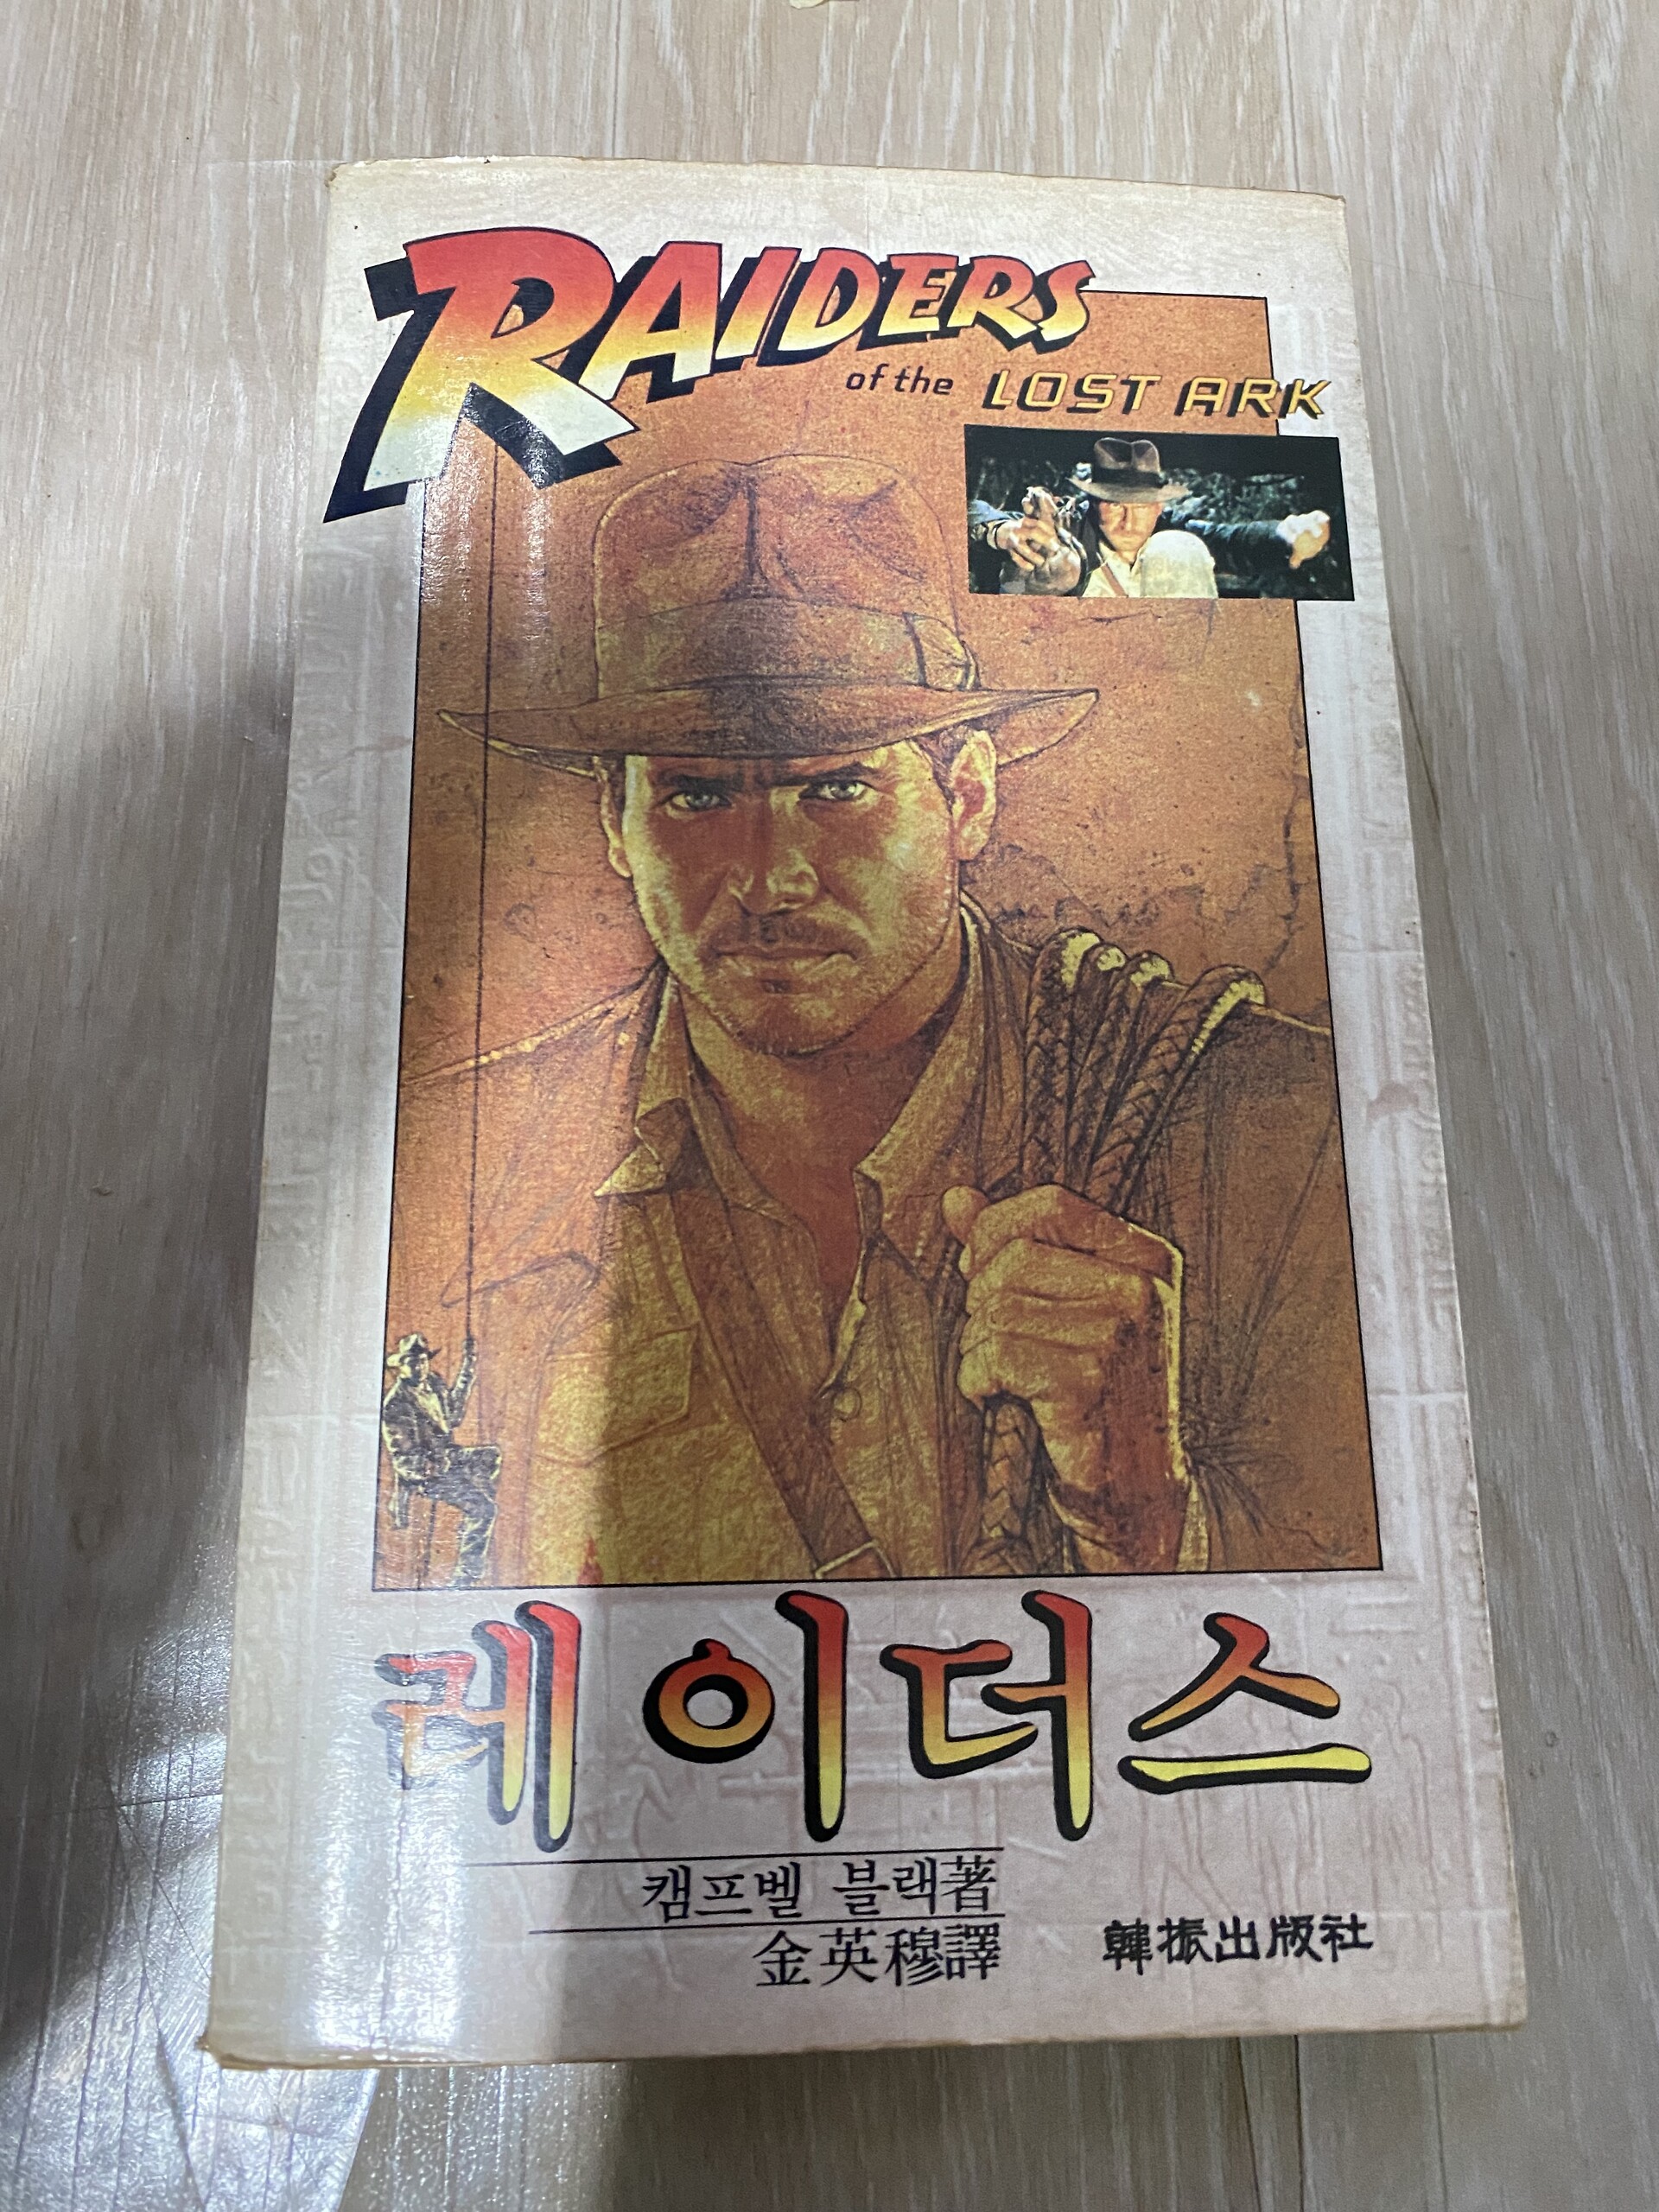 RAIDERS
of the LOST ARK
레이더스
캠프벨 블랙著
金英穆譯
韓振出版社